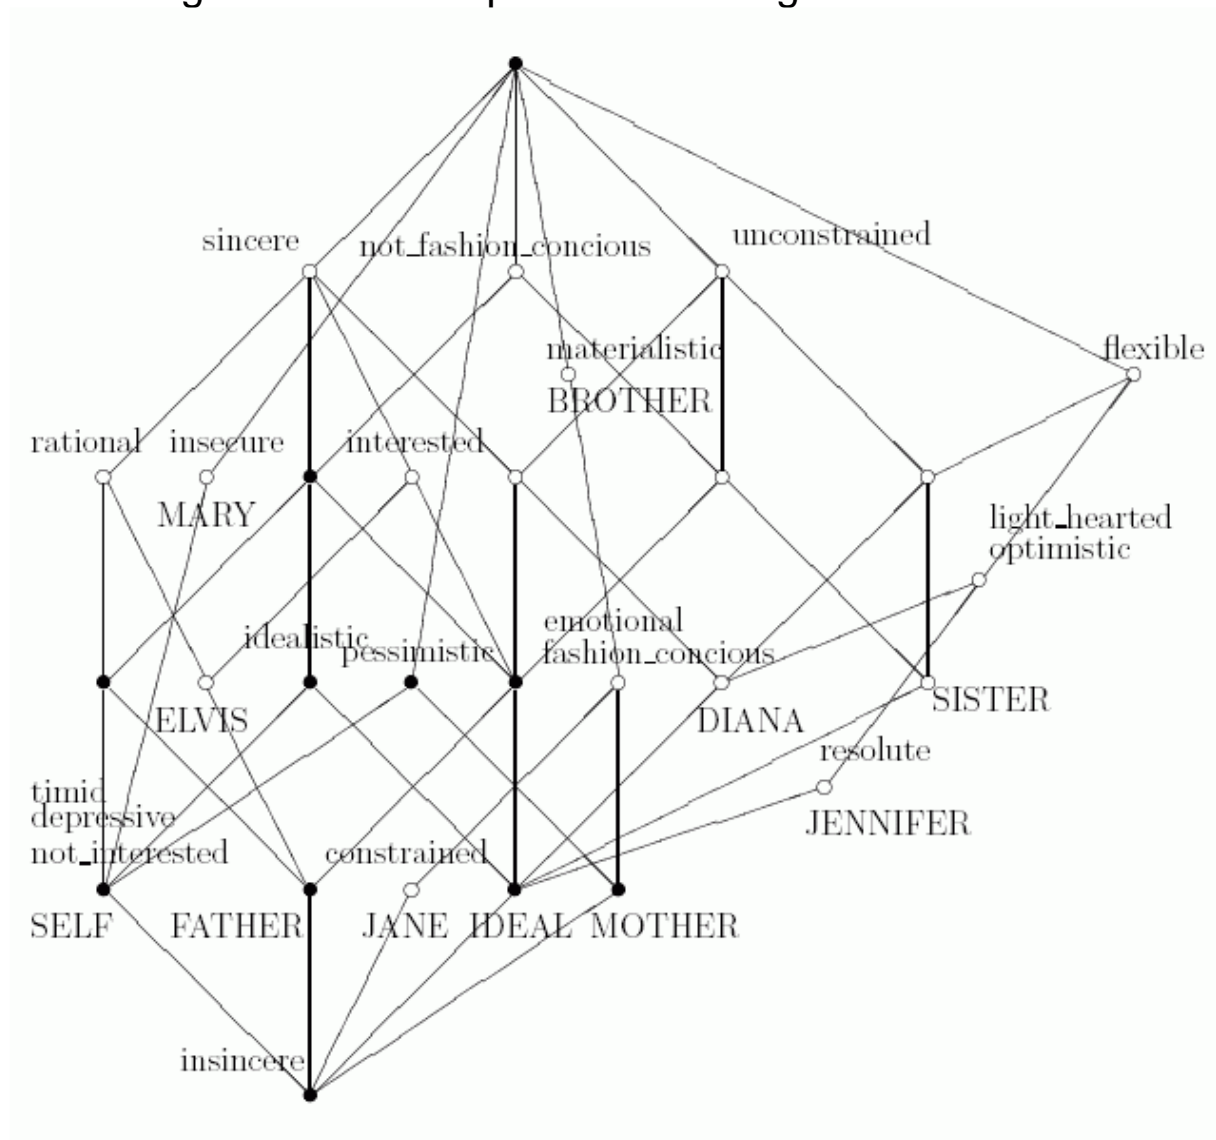 sincere
not_fashion_concious
unconstrained
materialistic
flexible
BROTHER
rational
insecure
interested
MARY
light_hearted
optimistic
emotional
idealistic
pessimistic
fashion_concious
ELVIS
DIANA
SISTER
resolute
timid
depressive
JENNIFER
not_interested
constrained
SELF
FATHER
JANE
IDEAL
MOTHER
insincere